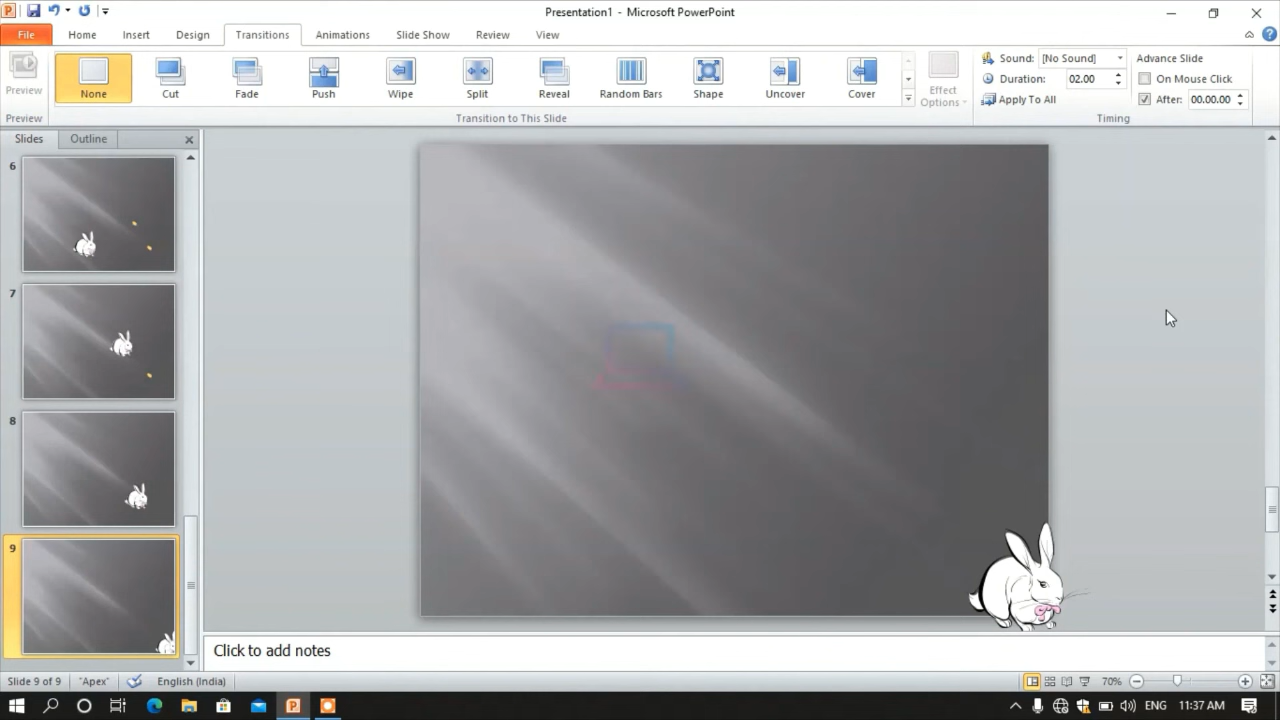 Presentation1 - Microsoft PowerPoint
File Home Insert Design Transitions Animations Slide Show Review View
Preview None Cut Fade Push Wipe Split Reveal Random Bars Shape Uncover Cover Effect Options
Sound: [No Sound] Advance Slide
Duration: 02.00 On Mouse Click
Apply To All After: 00.00.00
Preview Transition to This Slide Timing
Slides Outline
6
7
8
9
Click to add notes
Slide 9 of 9 "Apex" English (India) 70%
ENG 11:37 AM